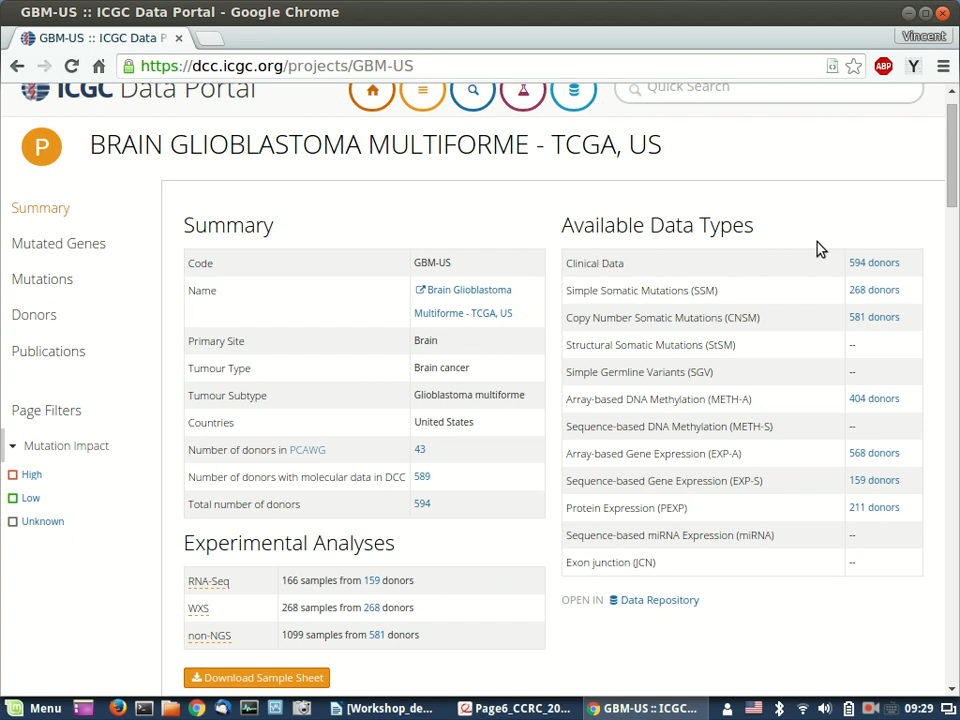 GBM-US :: ICGC Data Portal - Google Chrome
GBM-US :: ICGC Data P
Vincent
https://dcc.icgc.org/projects/GBM-US
ABP
Y
ICGC Data Portal
Quick Search
P
BRAIN GLIOBLASTOMA MULTIFORME - TCGA, US
Summary
Mutated Genes
Mutations
Donors
Publications
Page Filters
Mutation Impact
High
Low
Unknown
Summary
Code GBM-US
Name Brain Glioblastoma
Multiforme - TCGA, US
Primary Site Brain
Tumour Type Brain cancer
Tumour Subtype Glioblastoma multiforme
Countries United States
Number of donors in PCAWG 43
Number of donors with molecular data in DCC 589
Total number of donors 594
Experimental Analyses
RNA-Seq 166 samples from 159 donors
WXS 268 samples from 268 donors
non-NGS 1099 samples from 581 donors
Download Sample Sheet
Available Data Types
Clinical Data 594 donors
Simple Somatic Mutations (SSM) 268 donors
Copy Number Somatic Mutations (CNSM) 581 donors
Structural Somatic Mutations (StSM) --
Simple Germline Variants (SGV) --
Array-based DNA Methylation (METH-A) 404 donors
Sequence-based DNA Methylation (METH-S) --
Array-based Gene Expression (EXP-A) 568 donors
Sequence-based Gene Expression (EXP-S) 159 donors
Protein Expression (PEXP) 211 donors
Sequence-based miRNA Expression (miRNA) --
Exon junction (JCN) --
OPEN IN Data Repository
Menu
[Workshop_de...
Page6_CCRC_20...
GBM-US :: ICGC...
09:29